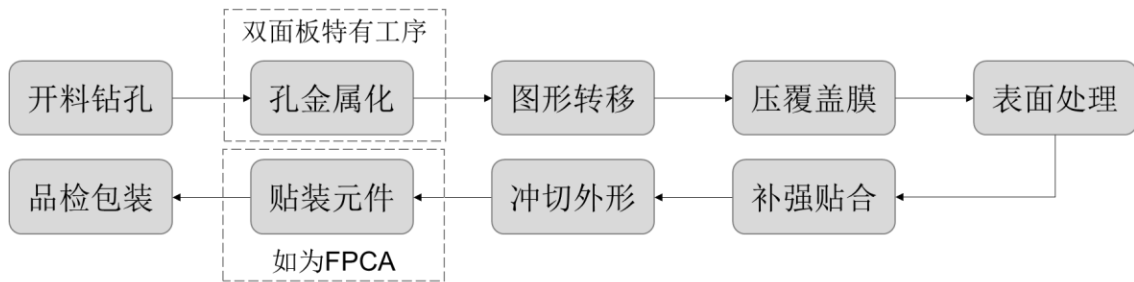 双面板特有工序
开料钻孔
孔金属化
图形转移
压覆盖膜
表面处理
补强贴合
冲切外形
贴装元件
品检包装
如为FPCA